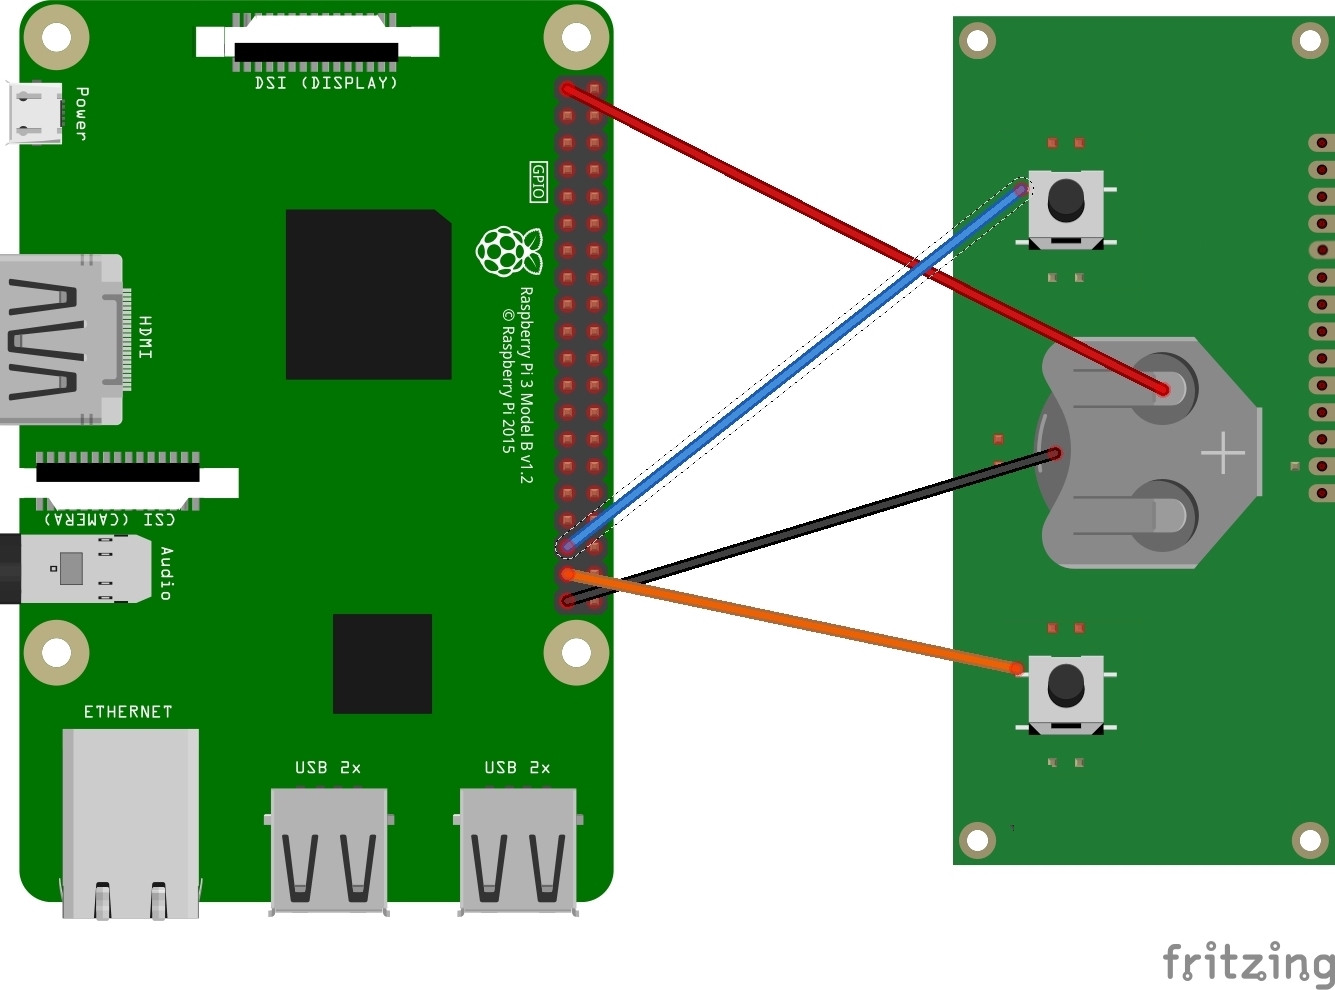 DSI (DISPLAY)
Power
GPIO
HDMI
Raspberry Pi 3 Model B v1.2
© Raspberry Pi 2015
CSI (CAMERA)
Audio
ETHERNET
USB 2x
USB 2x
1
fritzing